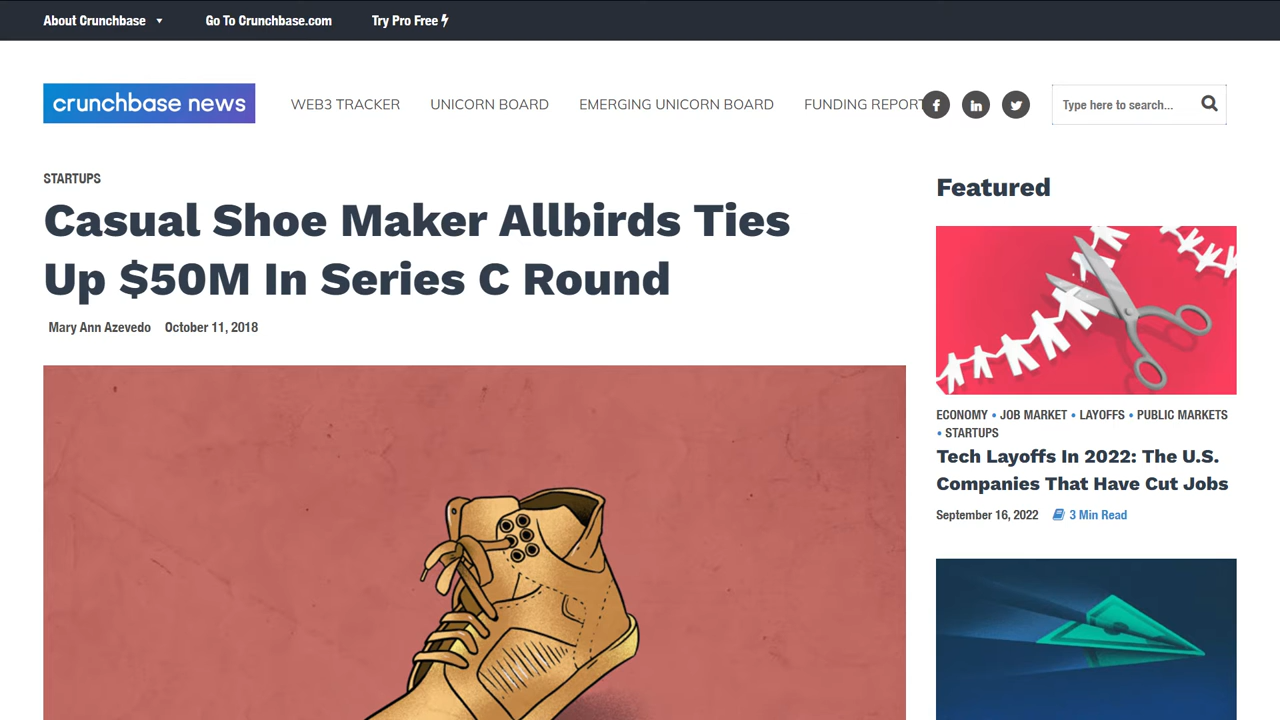 About Crunchbase
Go To Crunchbase.com
Try Pro Free
crunchbase news
WEB3 TRACKER
UNICORN BOARD
EMERGING UNICORN BOARD
FUNDING REPORT
Type here to search...
STARTUPS
Casual Shoe Maker Allbirds Ties
Up $50M In Series C Round
Mary Ann Azevedo October 11, 2018
Featured
ECONOMY • JOB MARKET • LAYOFFS • PUBLIC MARKETS
• STARTUPS
Tech Layoffs In 2022: The U.S.
Companies That Have Cut Jobs
September 16, 2022 3 Min Read